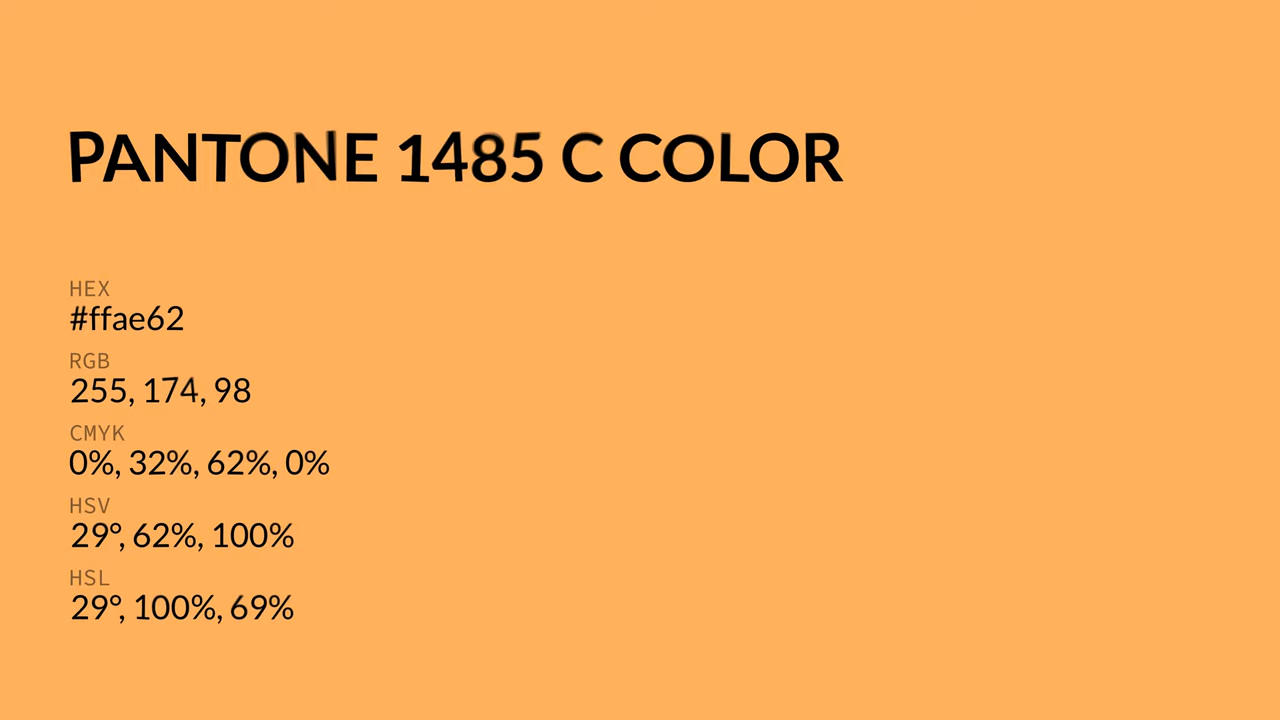 PANTONE 1485 C COLOR
HEX
#ffae62
RGB
255, 174, 98
CMYK
0%, 32%, 62%, 0%
HSV
29°, 62%, 100%
HSL
29°, 100%, 69%